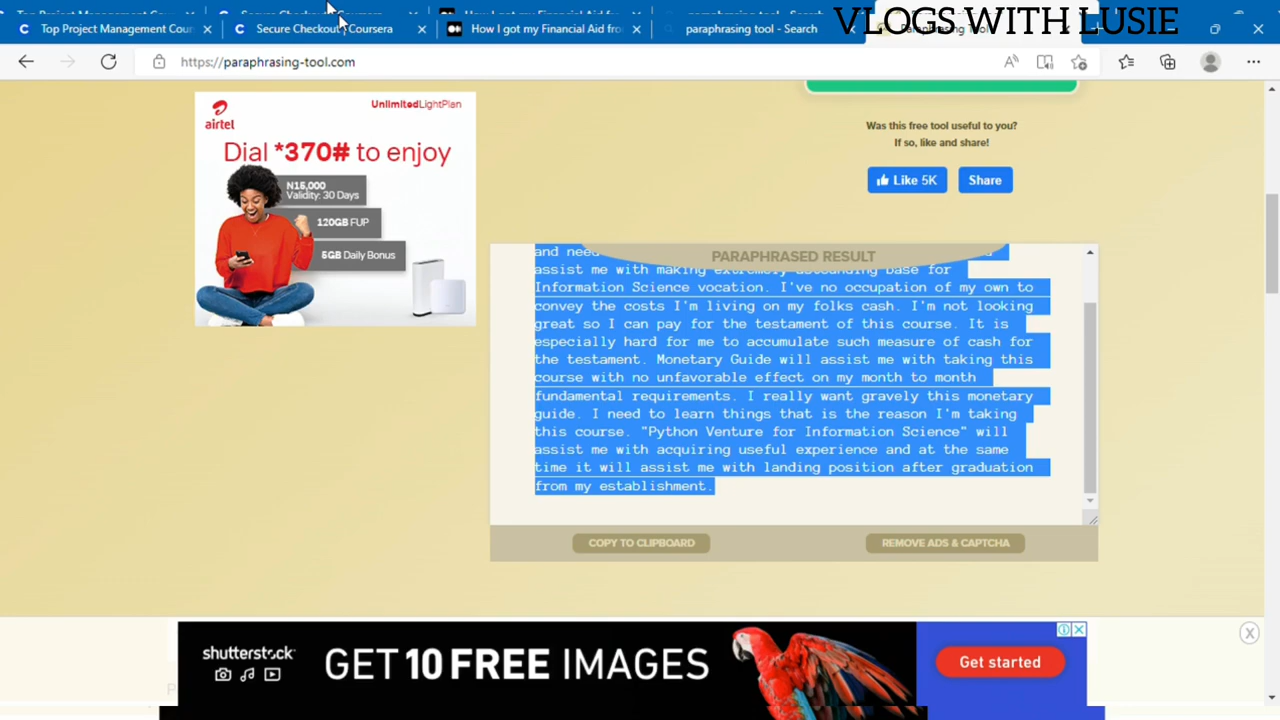 VLOGS WITH LUSIE
Top Project Management Cour
Secure Checkout
Coursera
How I got my Financial Aid fro
paraphrasing tool - Search
https://paraphrasing-tool.com
airtel
UnlimitedLightPlan
Dial *370# to enjoy
N15,000
Validity: 30 Days
120GB FUP
5GB Daily Bonus
Was this free tool useful to you?
If so, like and share!
Like 5K
Share
PARAPHRASED RESULT
and need
assist me with making extremely astounding base for
Information Science vocation. I've no occupation of my own to
convey the costs I'm living on my folks cash. I'm not looking
great so I can pay for the testament of this course. It is
especially hard for me to accumulate such measure of cash for
the testament. Monetary Guide will assist me with taking this
course with no unfavorable effect on my month to month
fundamental requirements. I really want gravely this monetary
guide. I need to learn things that is the reason I'm taking
this course. "Python Venture for Information Science" will
assist me with acquiring useful experience and at the same
time it will assist me with landing position after graduation
from my establishment.
COPY TO CLIPBOARD
REMOVE ADS & CAPTCHA
shutterstock
GET 10 FREE IMAGES
Get started